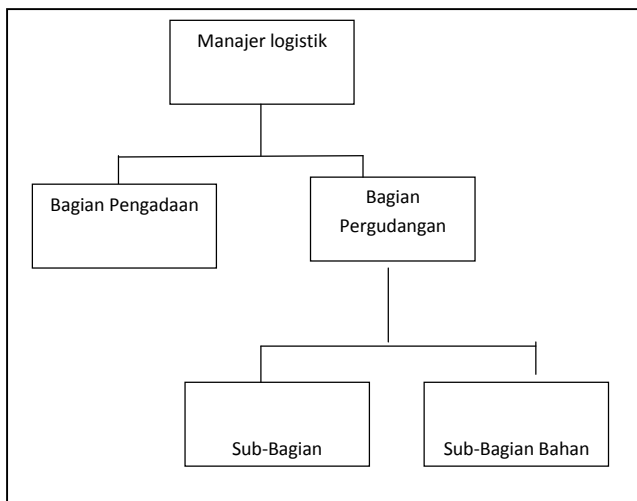 Manajer logistik
Bagian Pengadaan
Bagian
Pergudangan
Sub-Bagian
Sub-Bagian Bahan